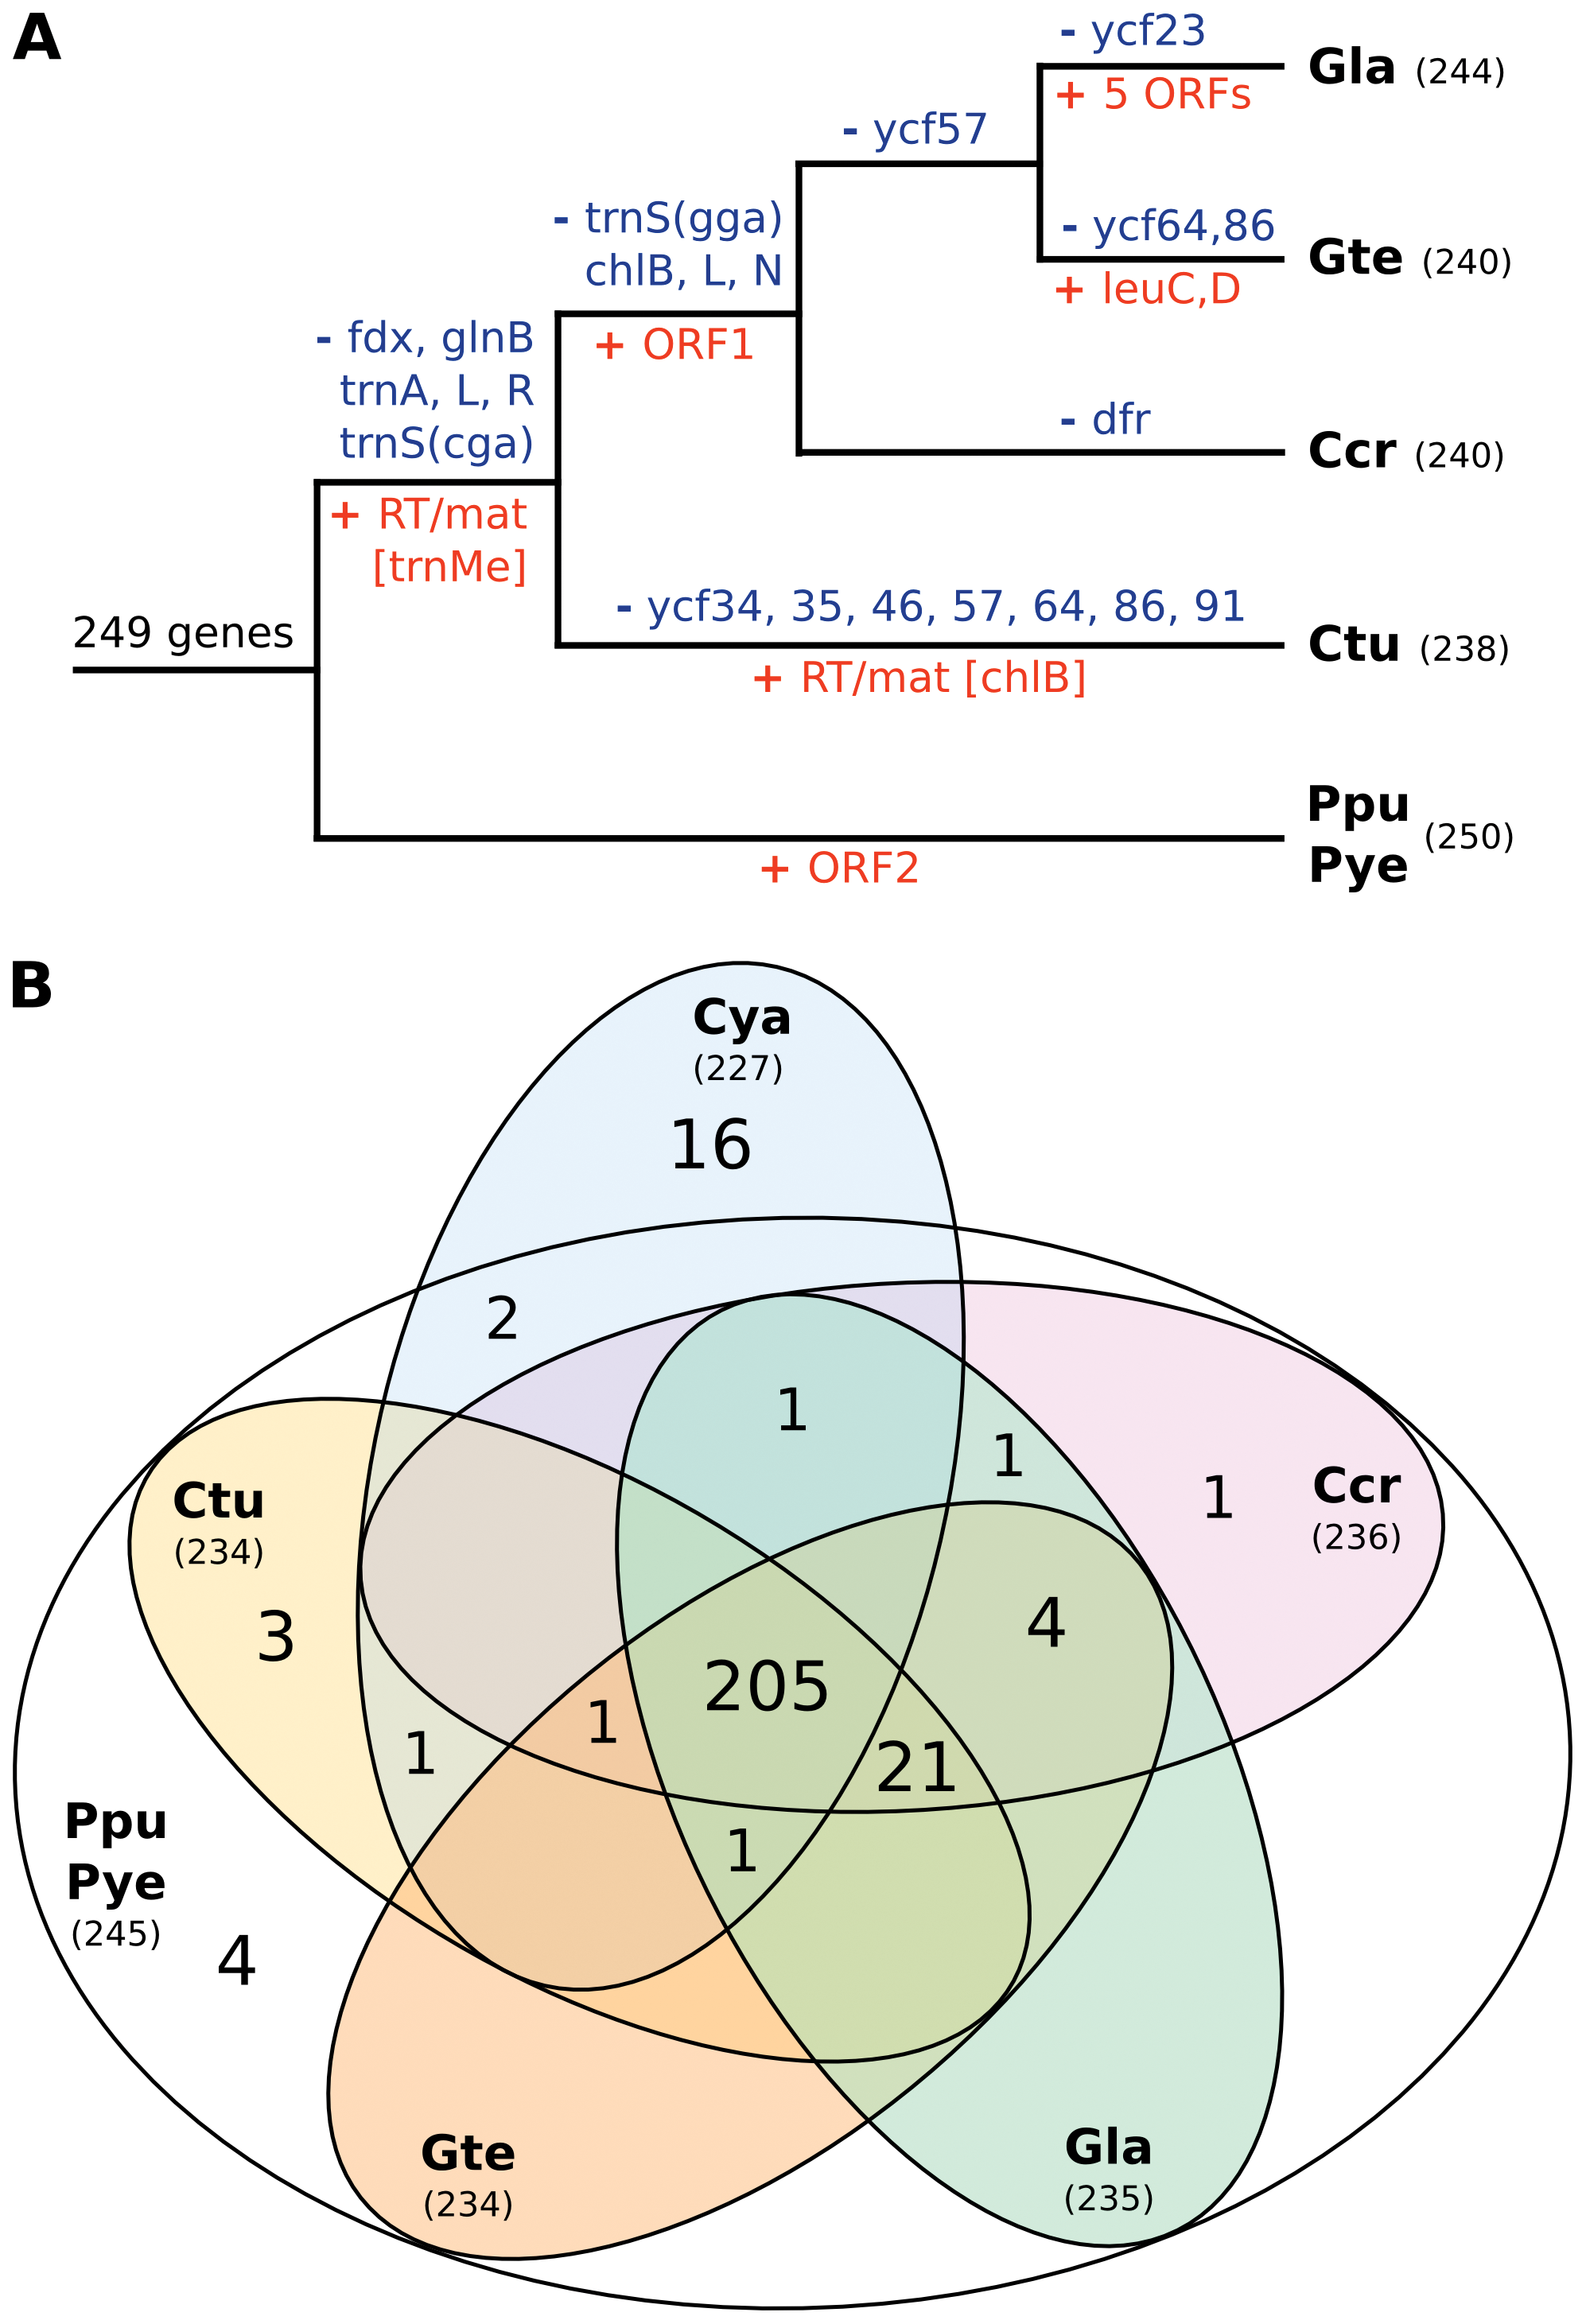 A
- ycf23
Gla (244)
+ 5 ORFs
- ycf57
- trnS(gga)
chlB, L, N
- ycf64,86
Gte (240)
+ leuC,D
- fdx, glnB
trnA, L, R
trnS(cga)
+ ORF1
- dfr
Ccr (240)
+ RT/mat
[trnMe]
- ycf34, 35, 46, 57, 64, 86, 91
249 genes
Ctu (238)
+ RT/mat [chlB]
Ppu
Pye
(250)
+ ORF2
B
Cya
(227)
16
2
1
1
1
Ccr
(236)
Ctu
(234)
3
4
205
1
1
21
1
Ppu
Pye
(245)
4
Gte
(234)
Gla
(235)